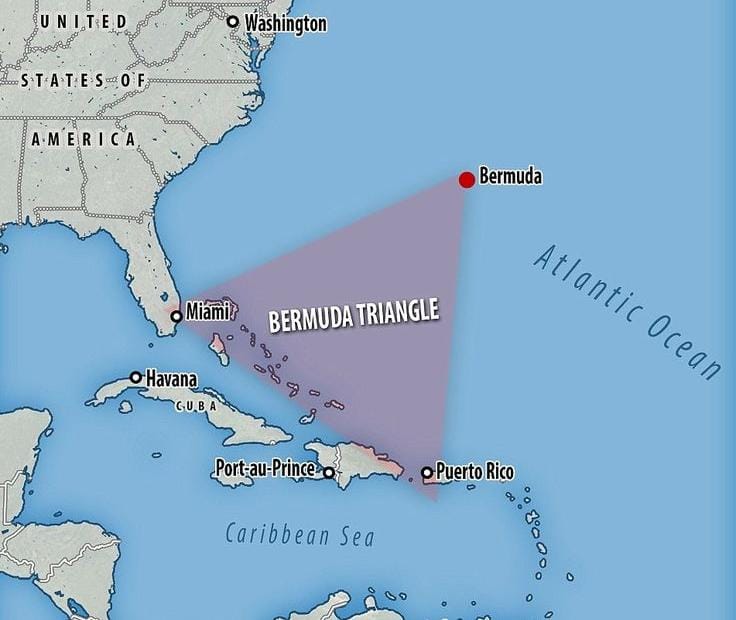 UNITED
Washington
STATES OF
AMERICA
Bermuda
Atlantic Ocean
Miami
BERMUDA TRIANGLE
Havana
CUBA
Port-au-Prince
Puerto Rico
Caribbean Sea